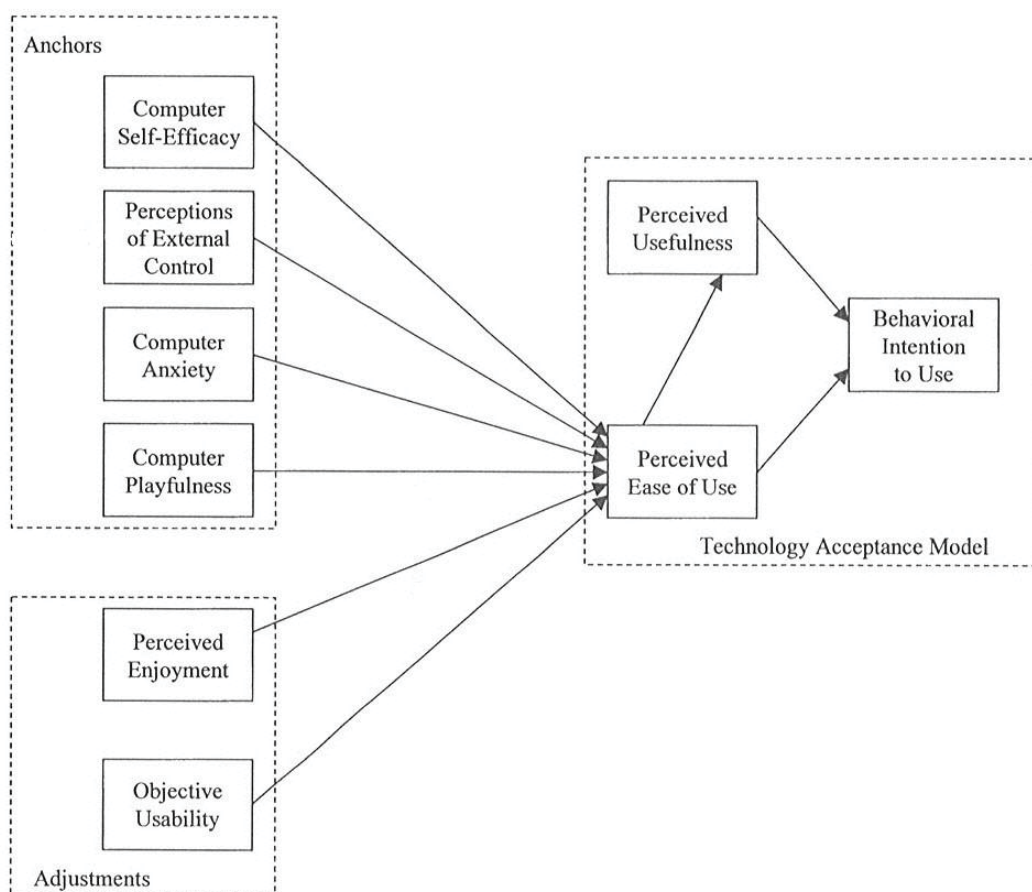 Anchors
Computer
Self-Efficacy
Perceptions
of External
Control
Computer
Anxiety
Computer
Playfulness
Perceived
Enjoyment
Objective
Usability
Adjustments
Perceived
Usefulness
Behavioral
Intention
to Use
Perceived
Ease of Use
Technology Acceptance Model